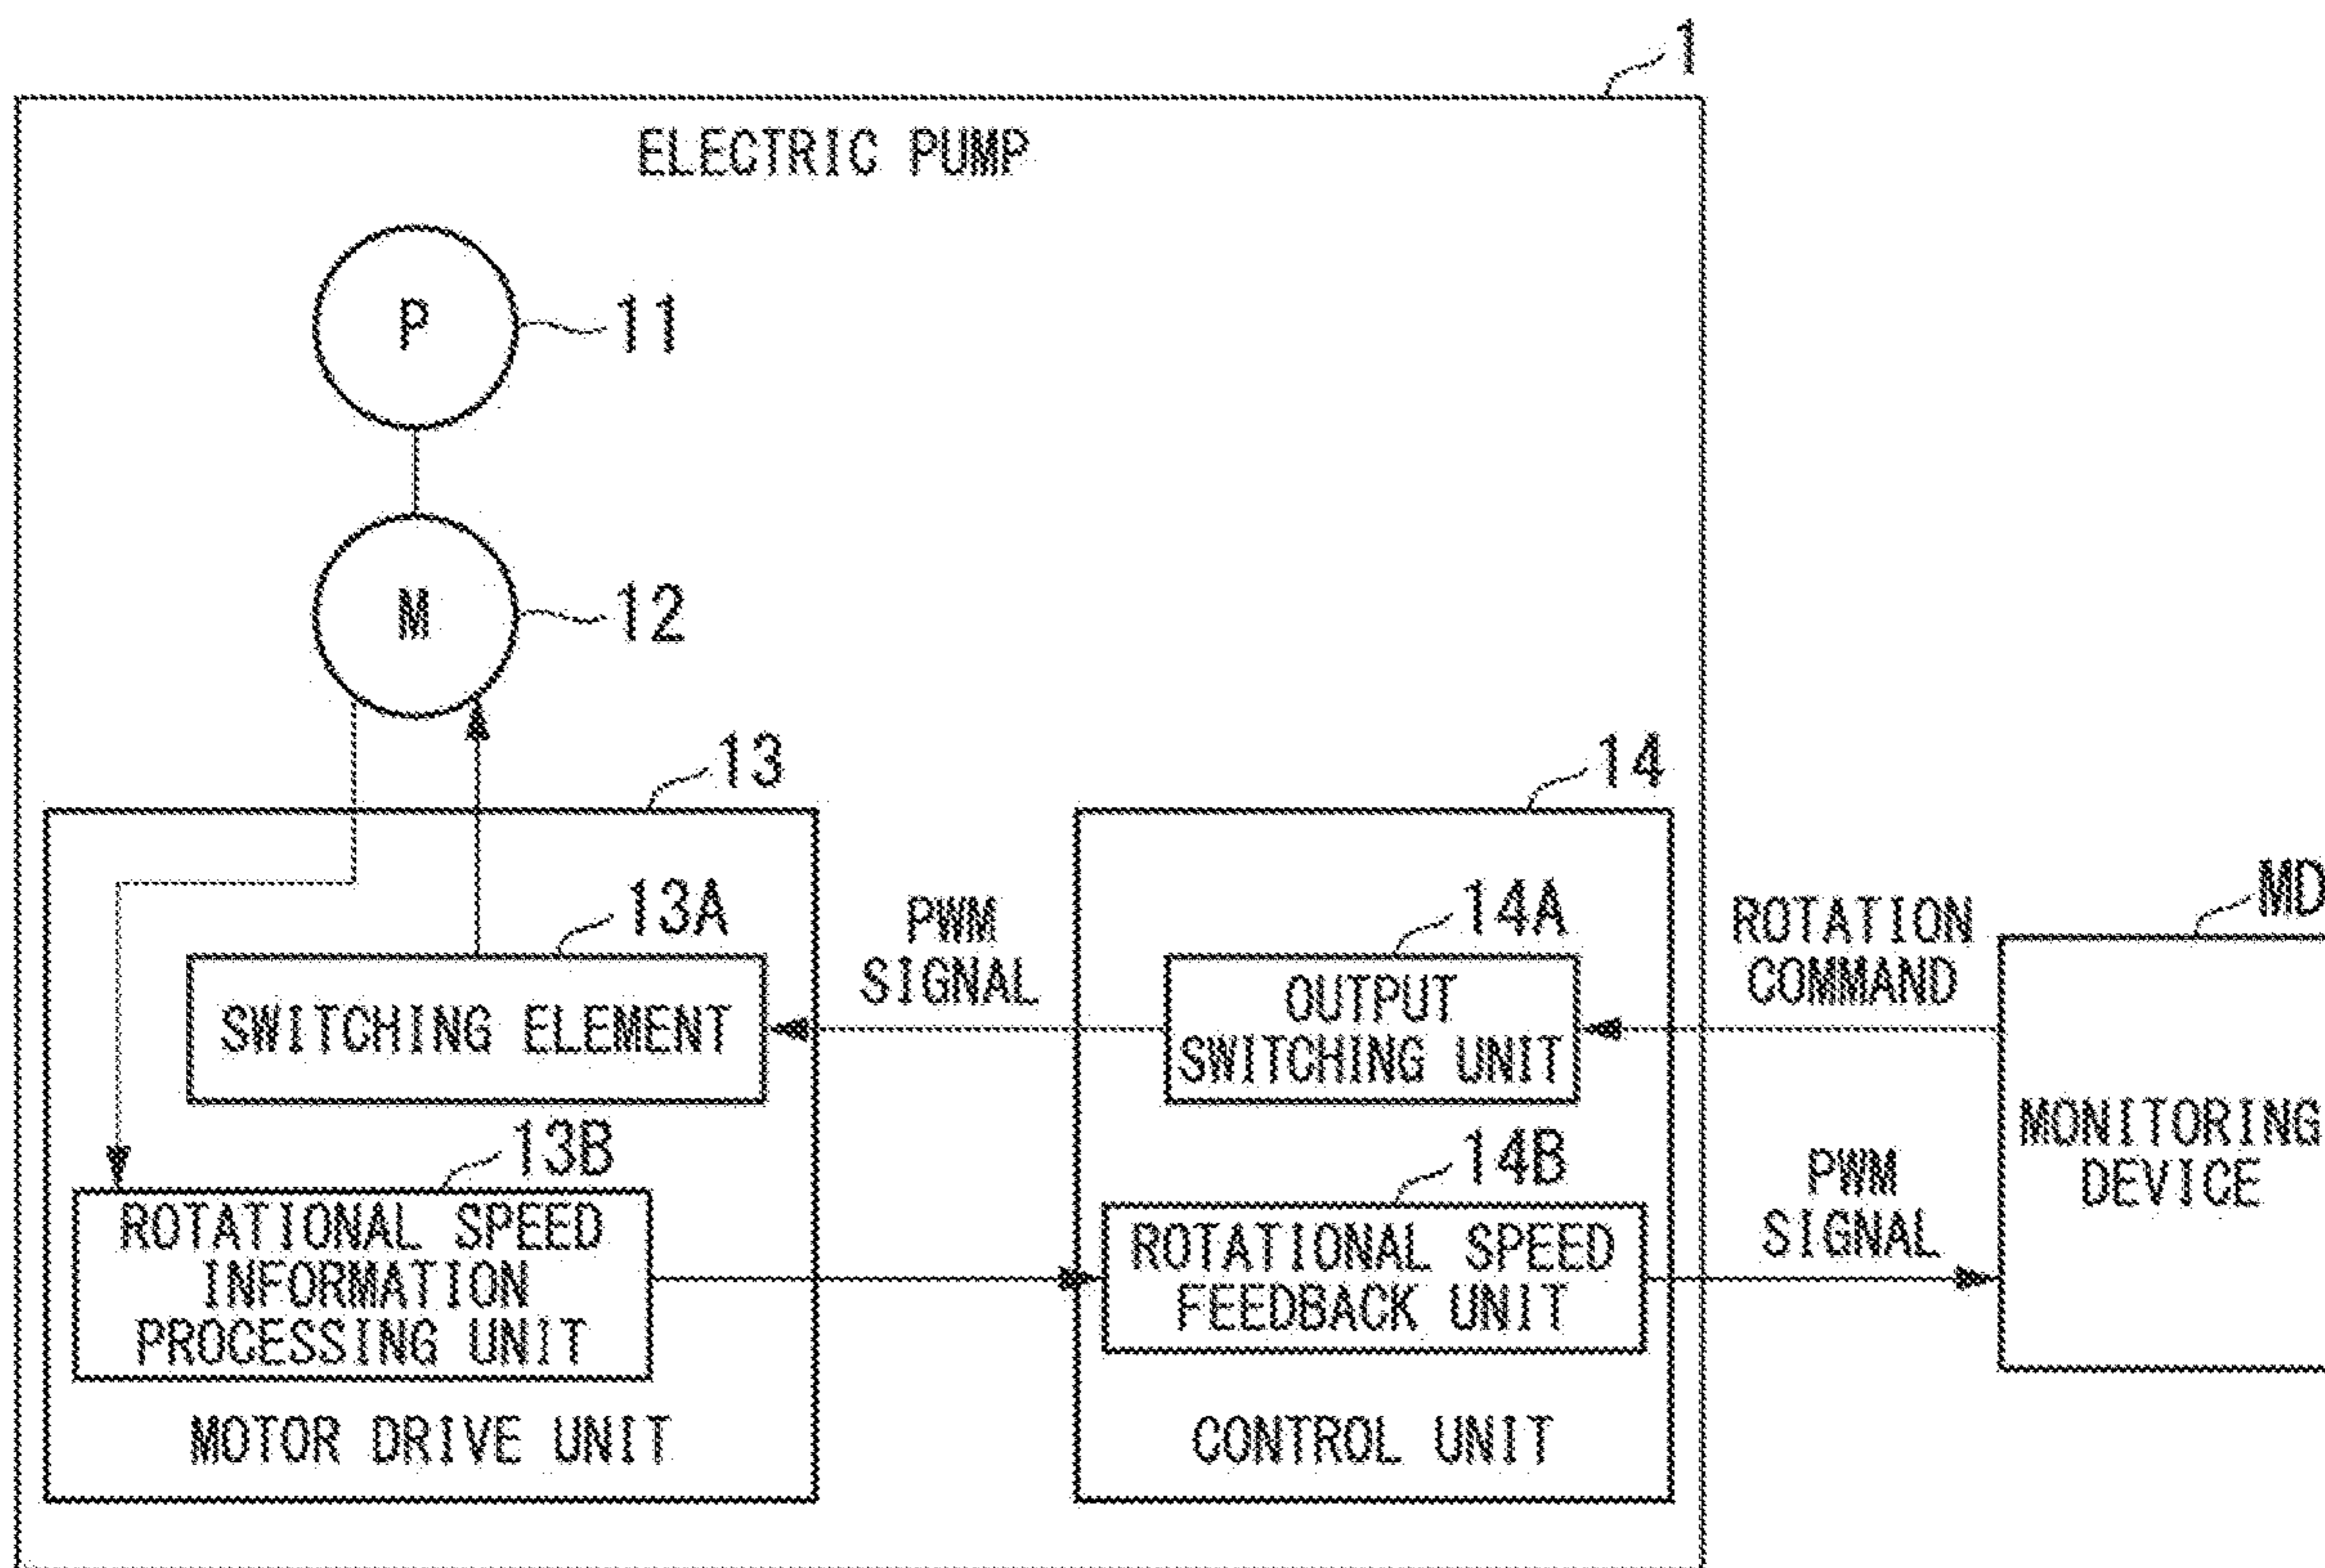 1
ELECTRIC PUMP
P
11
M
12
13
14
13A
PWM
SIGNAL
14A
ROTATION
COMMAND
MD
SWITCHING ELEMENT
OUTPUT
SWITCHING UNIT
MONITORING
DEVICE
13B
ROTATIONAL SPEED
INFORMATION
PROCESSING UNIT
14B
ROTATIONAL SPEED
FEEDBACK UNIT
PWM
SIGNAL
MOTOR DRIVE UNIT
CONTROL UNIT